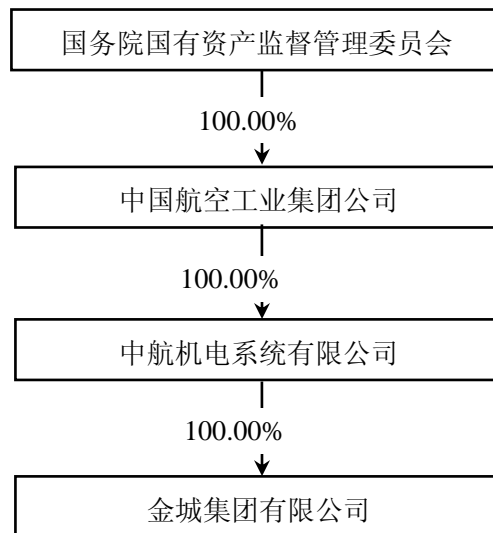 国务院国有资产监督管理委员会
100.00%
中国航空工业集团公司
100.00%
中航机电系统有限公司
100.00%
金城集团有限公司